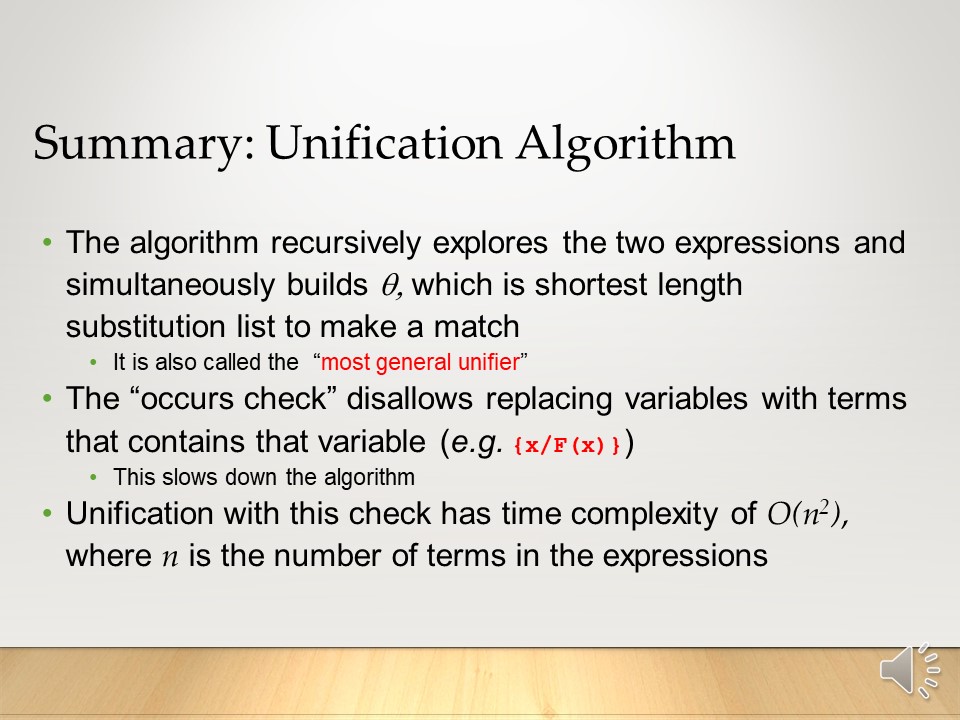 Summary: Unification Algorithm
• The algorithm recursively explores the two expressions and
simultaneously builds θ, which is shortest length
substitution list to make a match
• It is also called the “most general unifier”
• The “occurs check” disallows replacing variables with terms
that contains that variable (e.g. {x/F(x)})
• This slows down the algorithm
• Unification with this check has time complexity of O(n²),
where n is the number of terms in the expressions